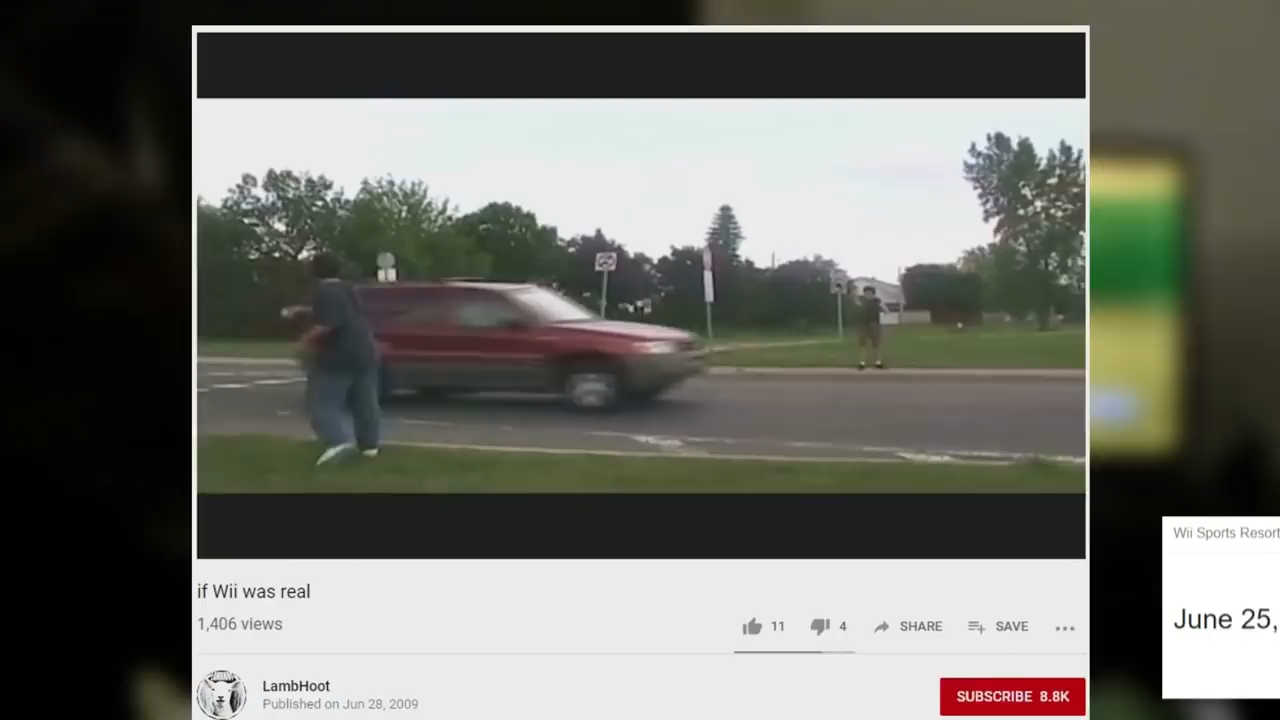 if Wii was real
1,406 views
11
4
SHARE
SAVE
LambHoot
Published on Jun 28, 2009
SUBSCRIBE 8.8K
Wii Sports Resort
June 25,